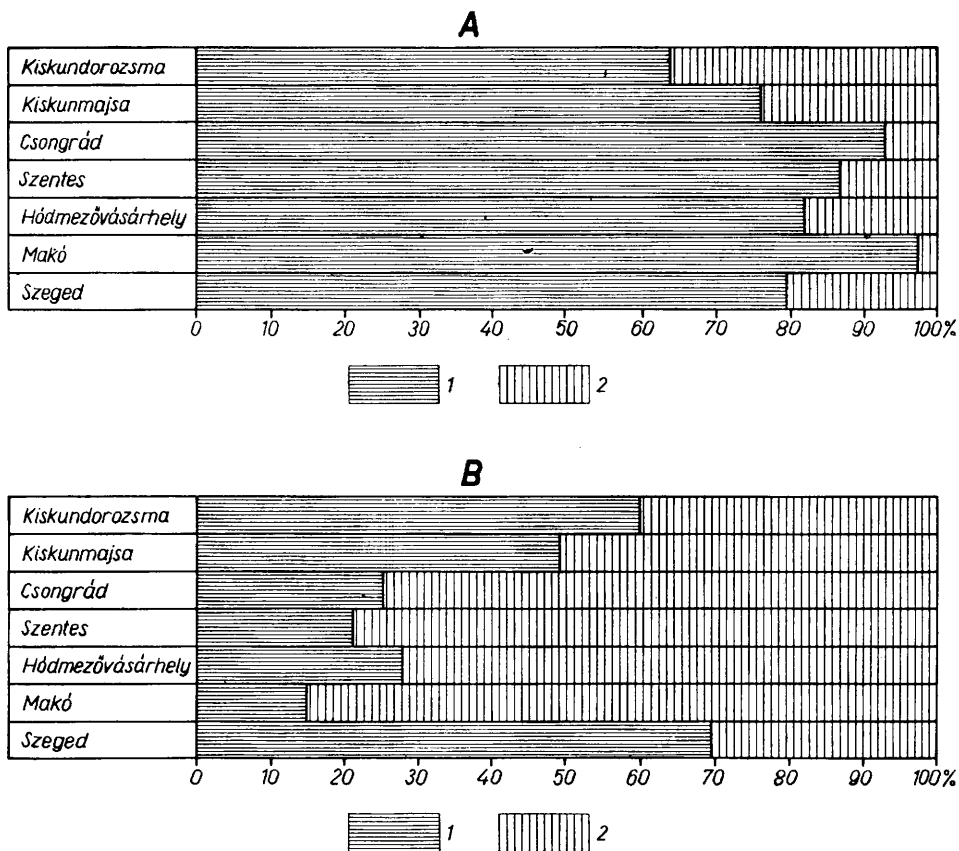 A
Kiskundorozsma
Kiskunmajsa
Csongrád
Szentes
Hódmezővásárhely
Makó
Szeged
0 10 20 30 40 50 60 70 80 90 100%
1 2
B
Kiskundorozsma
Kiskunmajsa
Csongrád
Szentes
Hódmezővásárhely
Makó
Szeged
0 10 20 30 40 50 60 70 80 90 100%
1 2